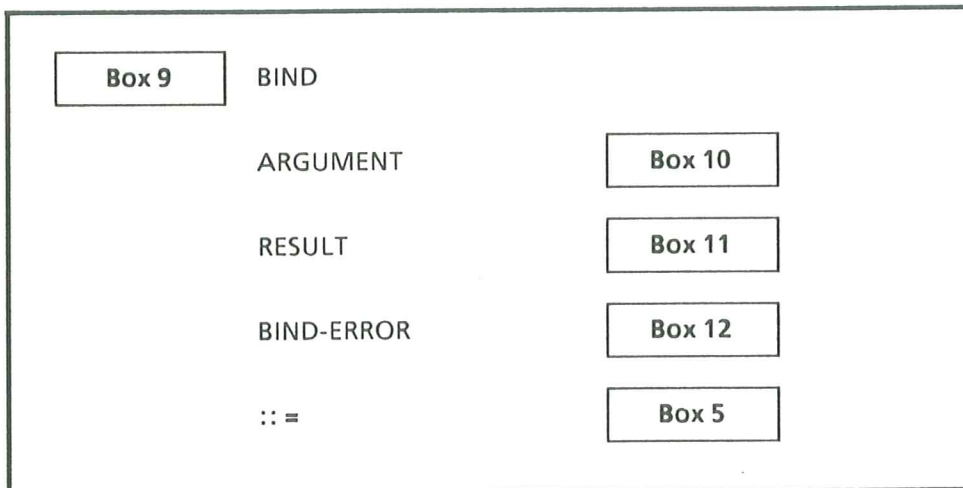 Box 9 BIND
ARGUMENT Box 10
RESULT Box 11
BIND-ERROR Box 12
::= Box 5